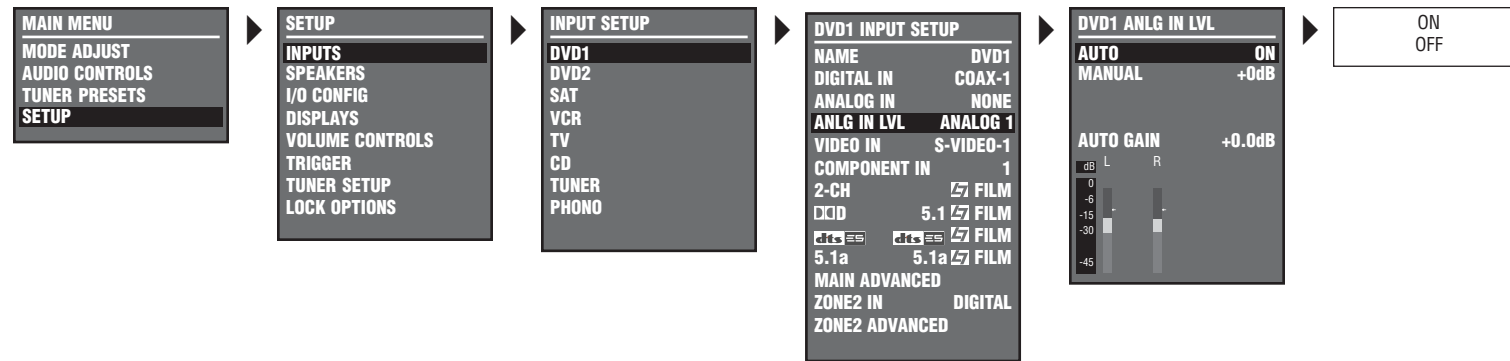 MAIN MENU
MODE ADJUST
AUDIO CONTROLS
TUNER PRESETS
SETUP
SETUP
INPUTS
SPEAKERS
I/O CONFIG
DISPLAYS
VOLUME CONTROLS
TRIGGER
TUNER SETUP
LOCK OPTIONS
INPUT SETUP
DVD1
DVD2
SAT
VCR
TV
CD
TUNER
PHONO
DVD1 INPUT SETUP
NAME DVD1
DIGITAL IN COAX-1
ANALOG IN NONE
ANLG IN LVL ANALOG 1
VIDEO IN S-VIDEO-1
COMPONENT IN 1
2-CH L7 FILM
D 5.1 L7 FILM
dts ES dts ES L7 FILM
5.1a 5.1a L7 FILM
MAIN ADVANCED
ZONE2 IN DIGITAL
ZONE2 ADVANCED
DVD1 ANLG IN LVL
AUTO ON
MANUAL +0dB
AUTO GAIN +0.0dB
dB L R
0
-6
-15
-30
-45
ON
OFF